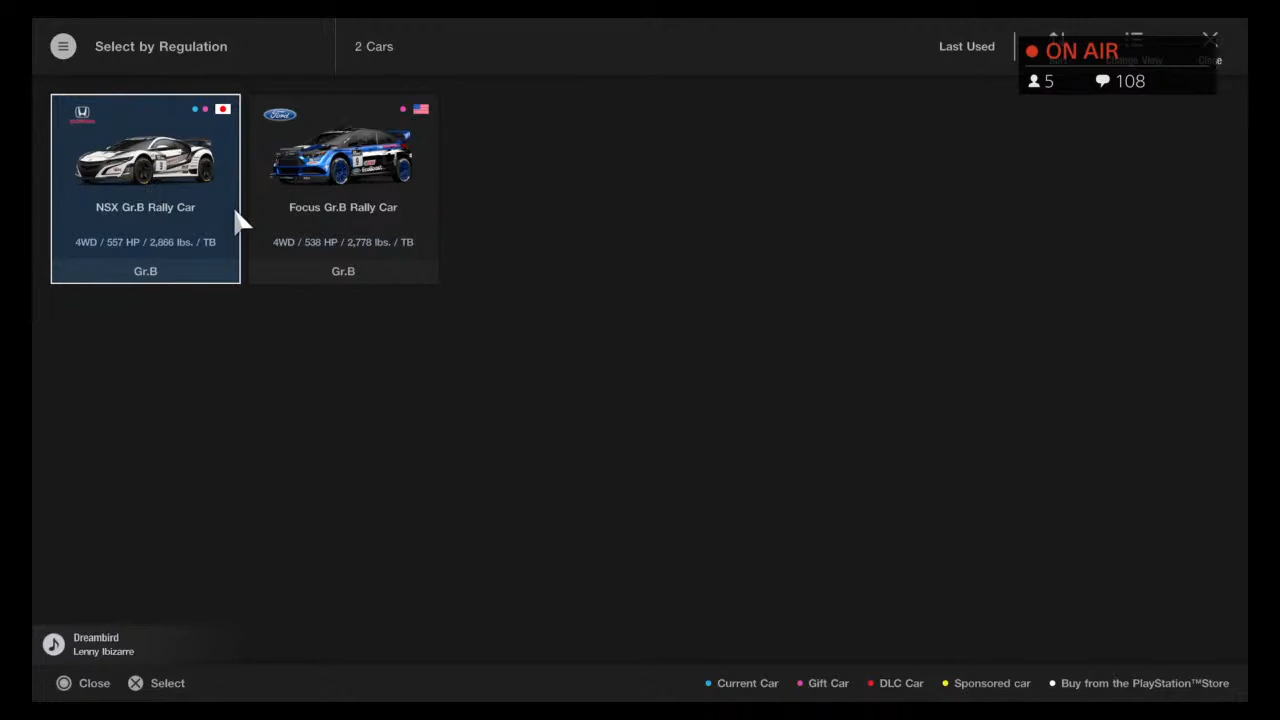 Select by Regulation
2 Cars
Last Used
Close
ON AIR
5
108
NSX Gr.B Rally Car
4WD / 557 HP / 2,866 lbs. / TB
Gr.B
Ford
Focus Gr.B Rally Car
4WD / 538 HP / 2,778 lbs. / TB
Gr.B
Dreambird
Lenny Ibizarre
Close
Select
Current Car
Gift Car
DLC Car
Sponsored car
Buy from the PlayStation™Store